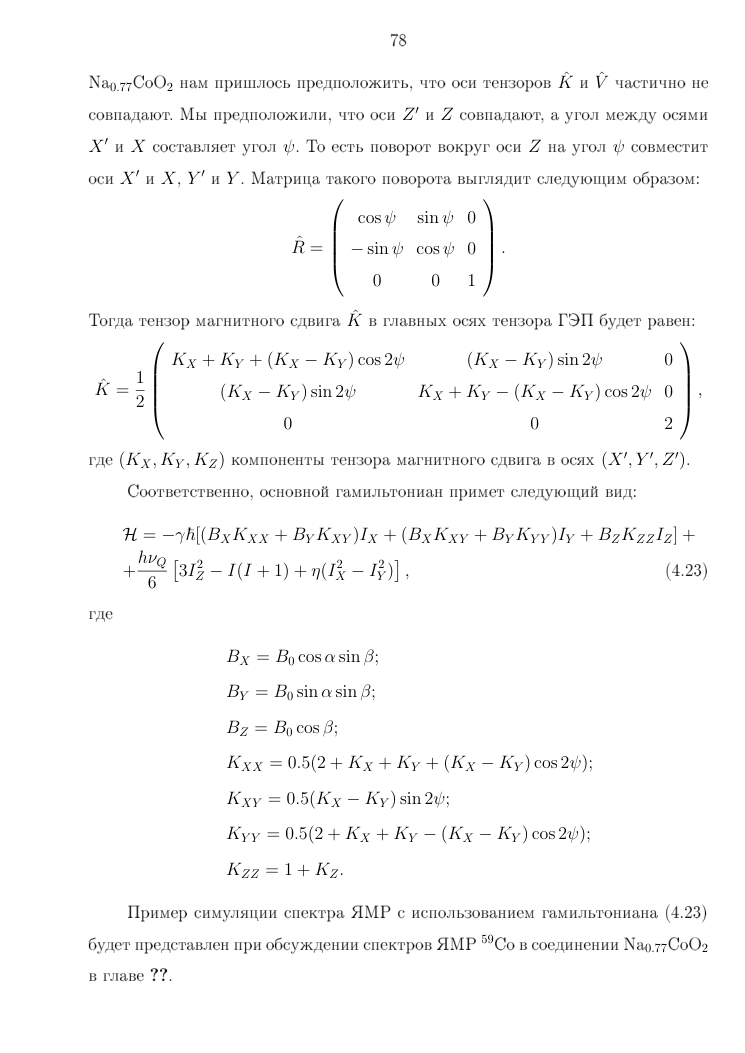 78
Na₀.₇₇CoO₂ нам пришлось предположить, что оси тензоров K̂ и V̂ частично не
совпадают. Мы предположили, что оси Z′ и Z совпадают, а угол между осями
X′ и X составляет угол ψ. То есть поворот вокруг оси Z на угол ψ совместит
оси X′ и X, Y′ и Y. Матрица такого поворота выглядит следующим образом:
cos ψ sin ψ 0
R̂ = ( − sin ψ cos ψ 0 ) .
0 0 1
Тогда тензор магнитного сдвига K̂ в главных осях тензора ГЭП будет равен:
K_X + K_Y + (K_X − K_Y) cos 2ψ (K_X − K_Y) sin 2ψ 0
K̂ = 1/2 ( (K_X − K_Y) sin 2ψ K_X + K_Y − (K_X − K_Y) cos 2ψ 0 ) ,
0 0 2
где (K_X, K_Y, K_Z) компоненты тензора магнитного сдвига в осях (X′, Y′, Z′).
Соответственно, основной гамильтониан примет следующий вид:
ℋ = −γℏ[(B_X K_XX + B_Y K_XY)I_X + (B_X K_XY + B_Y K_YY)I_Y + B_Z K_ZZ I_Z] +
+ hν_Q/6 [3I_Z² − I(I + 1) + η(I_X² − I_Y²)] , (4.23)
где
B_X = B₀ cos α sin β;
B_Y = B₀ sin α sin β;
B_Z = B₀ cos β;
K_XX = 0.5(2 + K_X + K_Y + (K_X − K_Y) cos 2ψ);
K_XY = 0.5(K_X − K_Y) sin 2ψ;
K_YY = 0.5(2 + K_X + K_Y − (K_X − K_Y) cos 2ψ);
K_ZZ = 1 + K_Z.
Пример симуляции спектра ЯМР с использованием гамильтониана (4.23)
будет представлен при обсуждении спектров ЯМР ⁵⁹Co в соединении Na₀.₇₇CoO₂
в главе ??.